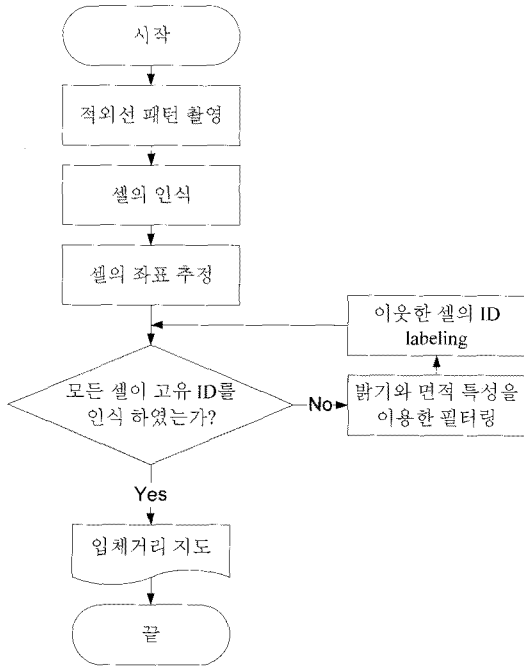 시작
적외선 패턴 촬영
셀의 인식
셀의 좌표 추정
이웃한 셀의 ID
labeling
모든 셀이 고유 ID를
인식 하였는가?
No
밝기와 면적 특성을
이용한 필터링
Yes
입체거리 지도
끝